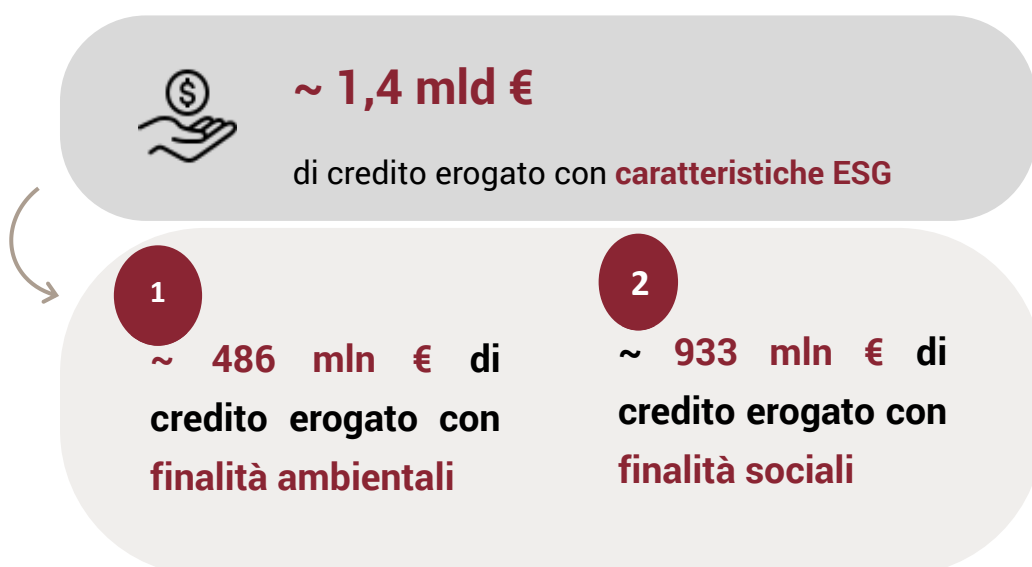 $
~ 1,4 mld €
di credito erogato con caratteristiche ESG
1
~ 486 mln € di
credito erogato con
finalità ambientali
2
~ 933 mln € di
credito erogato con
finalità sociali